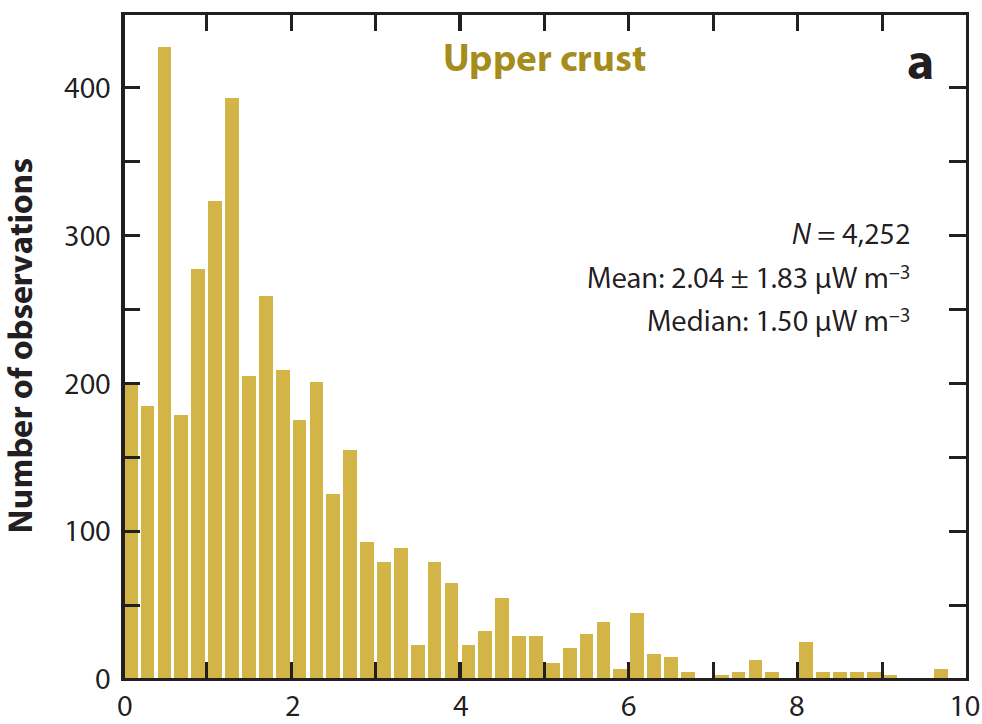 Upper crust
a
Number of observations
400
300
200
100
0
N = 4,252
Mean: 2.04 ± 1.83 µW m⁻³
Median: 1.50 µW m⁻³
0 2 4 6 8 10